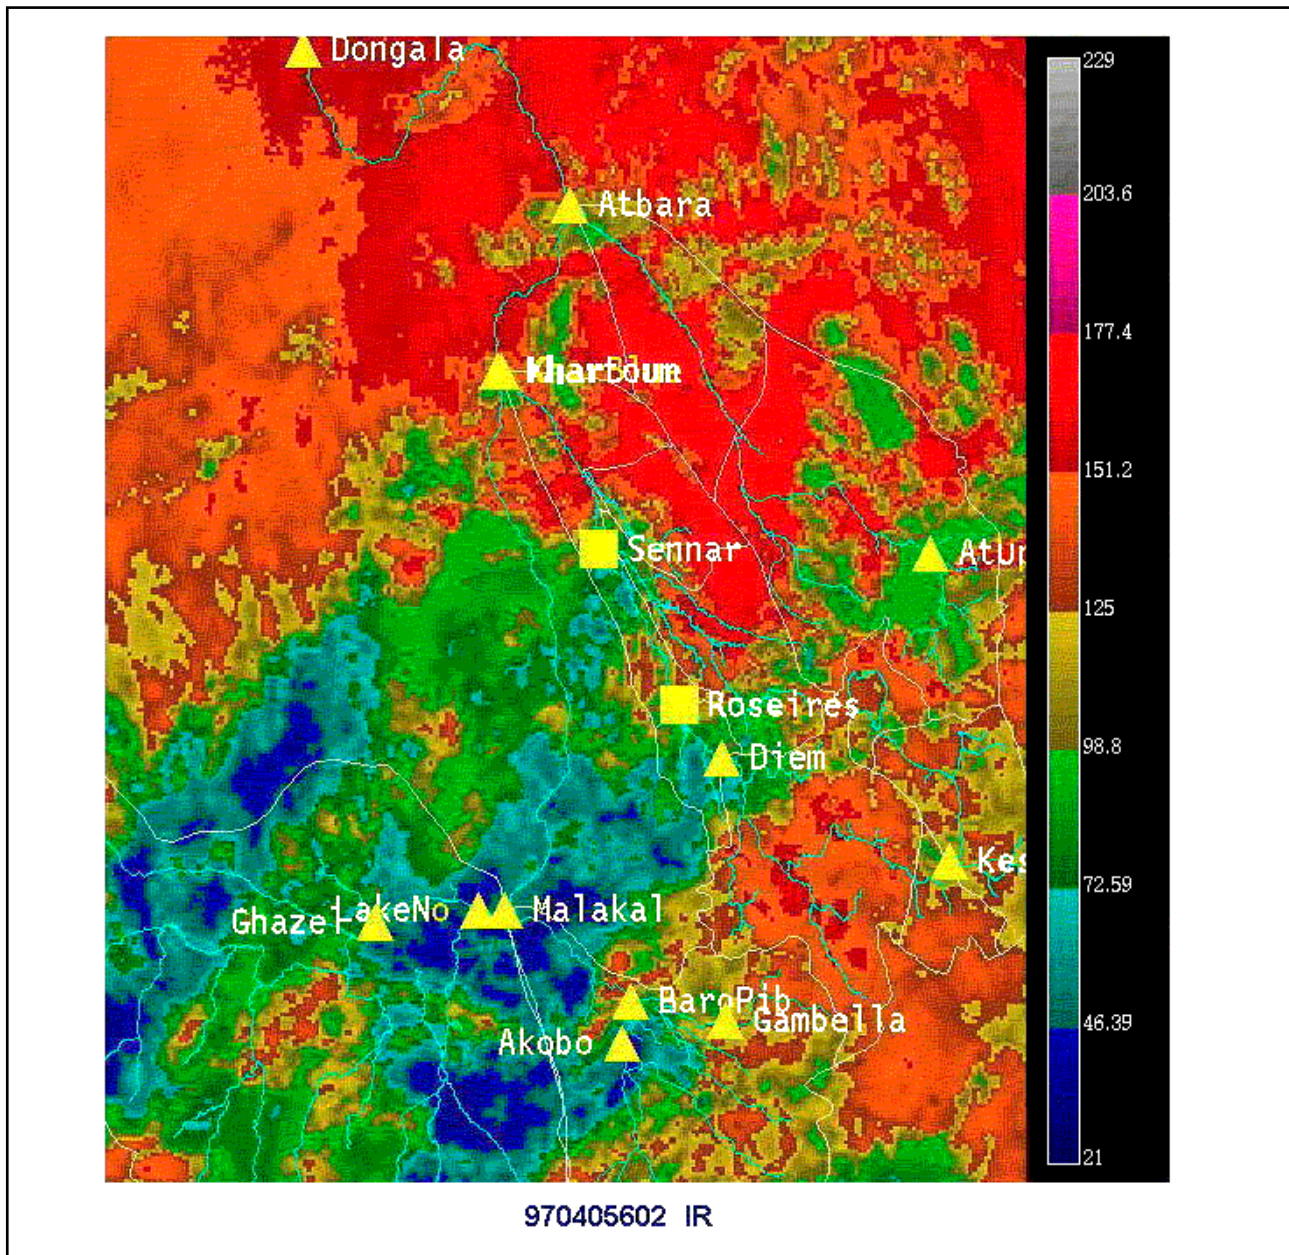 Dongala
229
203.6
Atbara
177.4
Khartoum
151.2
Sennar
AtUp
125
Roseires
98.8
Diem
Kes
72.59
LakeNo
Malakal
Ghazel
46.39
BaroPib
Gambella
Akobo
21
970405602 IR